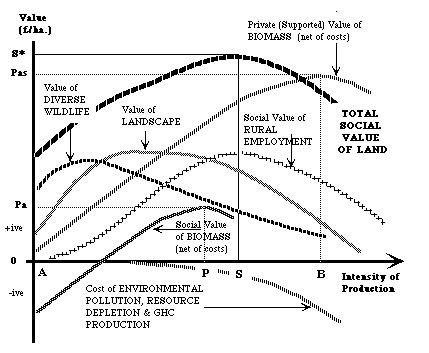 Value
(£/ha.)
Private (Supported) Value of
BIOMASS (net of costs)
S*
Pas
Value of
DIVERSE
WILDLIFE
Value of
LANDSCAPE
Social Value of
RURAL
EMPLOYMENT
TOTAL
SOCIAL
VALUE
OF LAND
Pa
+ive
Social Value
of BIOMASS
(net of costs)
0
A
P
S
B
Intensity of
Production
-ive
Cost of ENVIRONMENTAL
POLLUTION, RESOURCE
DEPLETION & GHC
PRODUCTION